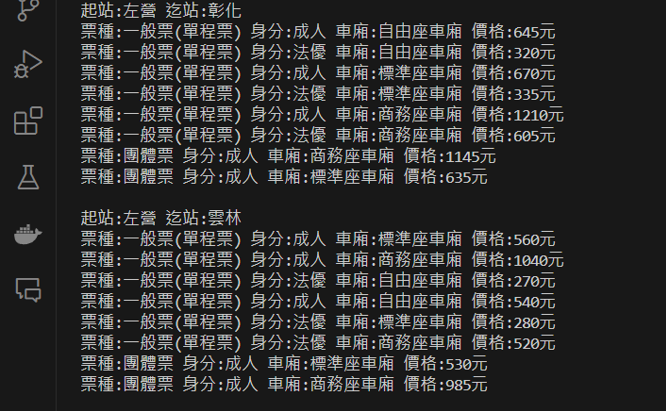 起站:左營 迄站:彰化
票種:一般票(單程票) 身分:成人 車廂:自由座車廂 價格:645元
票種:一般票(單程票) 身分:法優 車廂:自由座車廂 價格:320元
票種:一般票(單程票) 身分:成人 車廂:標準座車廂 價格:670元
票種:一般票(單程票) 身分:法優 車廂:標準座車廂 價格:335元
票種:一般票(單程票) 身分:成人 車廂:商務座車廂 價格:1210元
票種:一般票(單程票) 身分:法優 車廂:商務座車廂 價格:605元
票種:團體票 身分:成人 車廂:商務座車廂 價格:1145元
票種:團體票 身分:成人 車廂:標準座車廂 價格:635元
起站:左營 迄站:雲林
票種:一般票(單程票) 身分:成人 車廂:標準座車廂 價格:560元
票種:一般票(單程票) 身分:成人 車廂:商務座車廂 價格:1040元
票種:一般票(單程票) 身分:法優 車廂:自由座車廂 價格:270元
票種:一般票(單程票) 身分:成人 車廂:自由座車廂 價格:540元
票種:一般票(單程票) 身分:法優 車廂:標準座車廂 價格:280元
票種:一般票(單程票) 身分:法優 車廂:商務座車廂 價格:520元
票種:團體票 身分:成人 車廂:標準座車廂 價格:530元
票種:團體票 身分:成人 車廂:商務座車廂 價格:985元